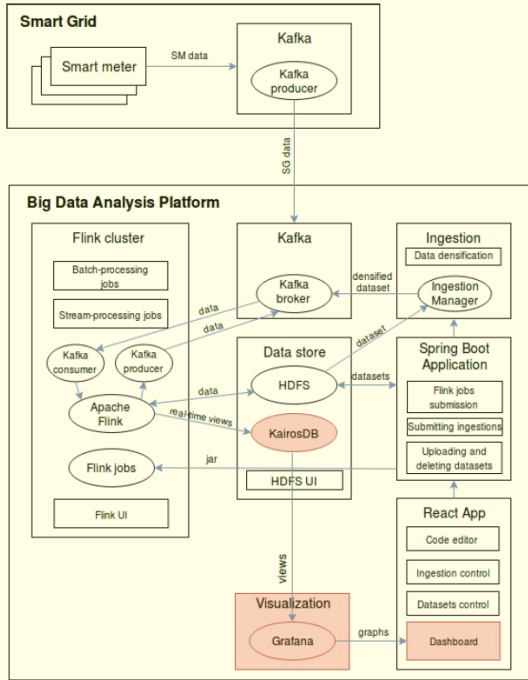 Smart Grid
Smart meter
SM data
Kafka
Kafka
producer
SG data
Big Data Analysis Platform
Flink cluster
Batch-processing
jobs
Stream-processing jobs
Kafka
consumer
Kafka
producer
Apache
Flink
Flink jobs
Flink UI
data
data
data
real-time views
jar
Kafka
Kafka
broker
densified
dataset
Data store
HDFS
KairosDB
HDFS UI
dataset
datasets
views
Ingestion
Data densification
Ingestion
Manager
Spring Boot
Application
Flink jobs
submission
Submitting ingestions
Uploading and
deleting datasets
React App
Code editor
Ingestion control
Datasets control
Dashboard
Visualization
Grafana
graphs